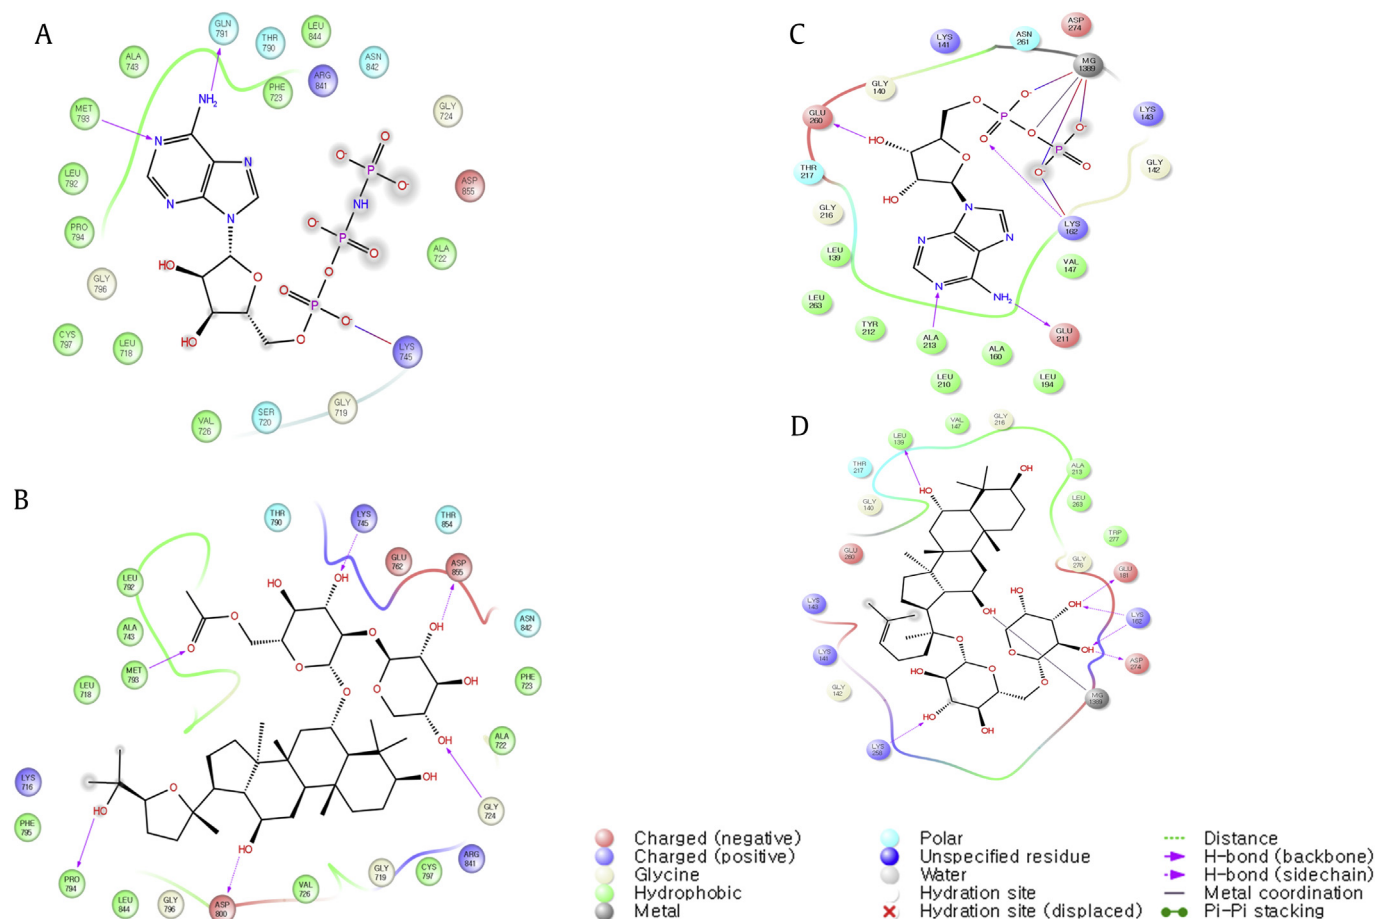 A
GLN
791
LEU
844
THR
790
ASN
842
ALA
743
ARG
841
PHE
723
MET
793
NH₂
GLY
724
N
N
O
O⁻
P
O⁻
LEU
792
N
N
NH
ASP
855
O⁻
P
O
PRO
794
ALA
722
HO
O
O
GLY
796
O
P
O⁻
HO
O
CYS
797
LEU
718
LYS
745
GLY
719
SER
720
VAL
726
B
THR
790
LYS
745
THR
854
GLU
762
ASP
855
LEU
792
HO
OH
ASN
842
ALA
743
O
O
OH
MET
793
O
O
O
OH
PHE
723
LEU
718
O
OH
ALA
722
LYS
716
O
OH
HO
GLY
724
PHE
795
HO
ARG
841
PRO
794
GLY
719
CYS
797
VAL
726
LEU
844
GLY
796
ASP
800
C
ASP
274
LYS
141
ASN
261
MG
1389
GLY
140
O⁻
LYS
143
GLU
260
O
P
O
O⁻
HO
O
P
O
GLY
142
THR
217
O
O⁻
HO
GLY
216
N
LYS
162
N
N
LEU
139
VAL
147
N
NH₂
LEU
263
TYR
212
ALA
213
GLU
211
ALA
160
LEU
210
LEU
194
D
LEU
139
VAL
147
GLY
216
THR
217
OH
ALA
213
HO
LEU
263
GLY
140
TRP
277
GLU
260
GLY
276
GLU
181
HO
OH
LYS
143
OH
LYS
162
OH
LYS
141
O
O
ASP
274
HO
O
O
GLY
142
MG
1389
HO
OH
LYS
258
Charged (negative)
Charged (positive)
Glycine
Hydrophobic
Metal
Polar
Unspecified residue
Water
Hydration site
Hydration site (displaced)
Distance
H-bond (backbone)
H-bond (sidechain)
Metal coordination
Pi-Pi stacking